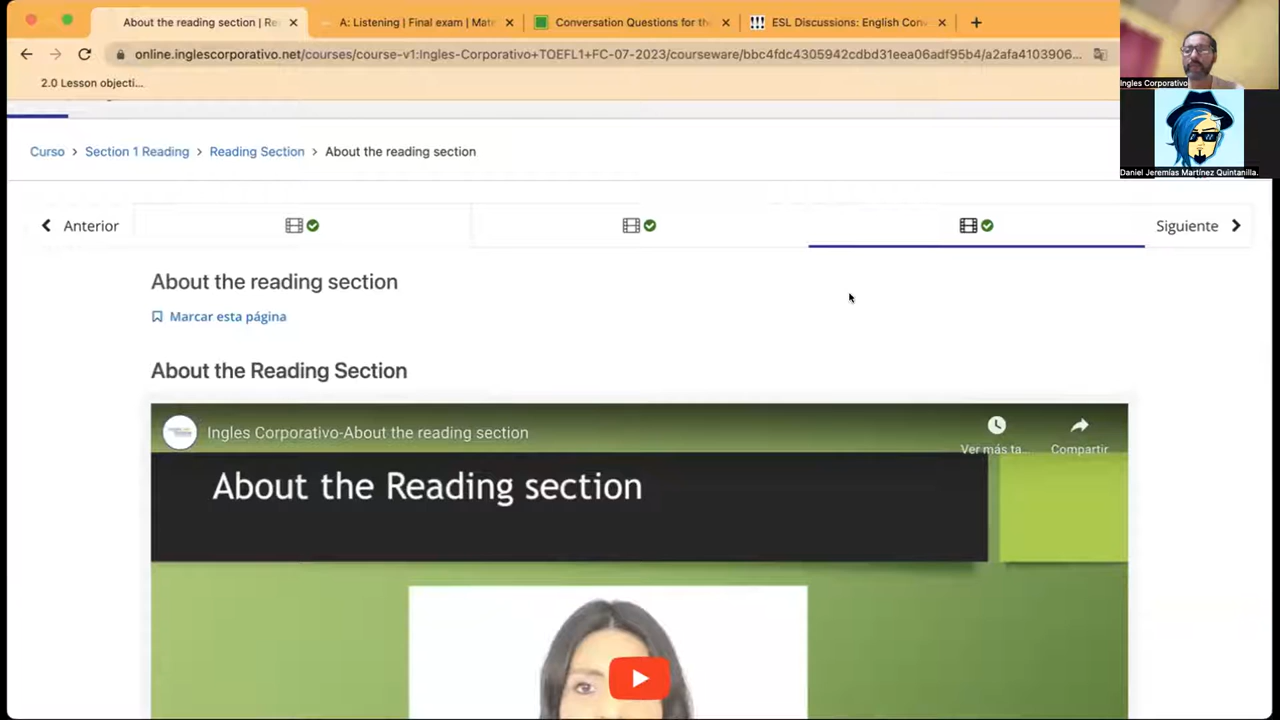 About the reading section | Re
A: Listening | Final exam | Mate
Conversation Questions for the
ESL Discussions: English Conv
online.inglescorporativo.net/courses/course-v1:Ingles-Corporativo+TOEFL1+FC-07-2023/courseware/bbc4fdc4305942cdbd31eea06adf95b4/a2afa4103906...
2.0 Lesson objecti...
Ingles Corporativo
Daniel Jeremías Martínez Quintanilla.
Curso > Section 1 Reading > Reading Section > About the reading section
Anterior
Siguiente
About the reading section
Marcar esta página
About the Reading Section
Ingles Corporativo-About the reading section
Ver más ta...
Compartir
About the Reading section